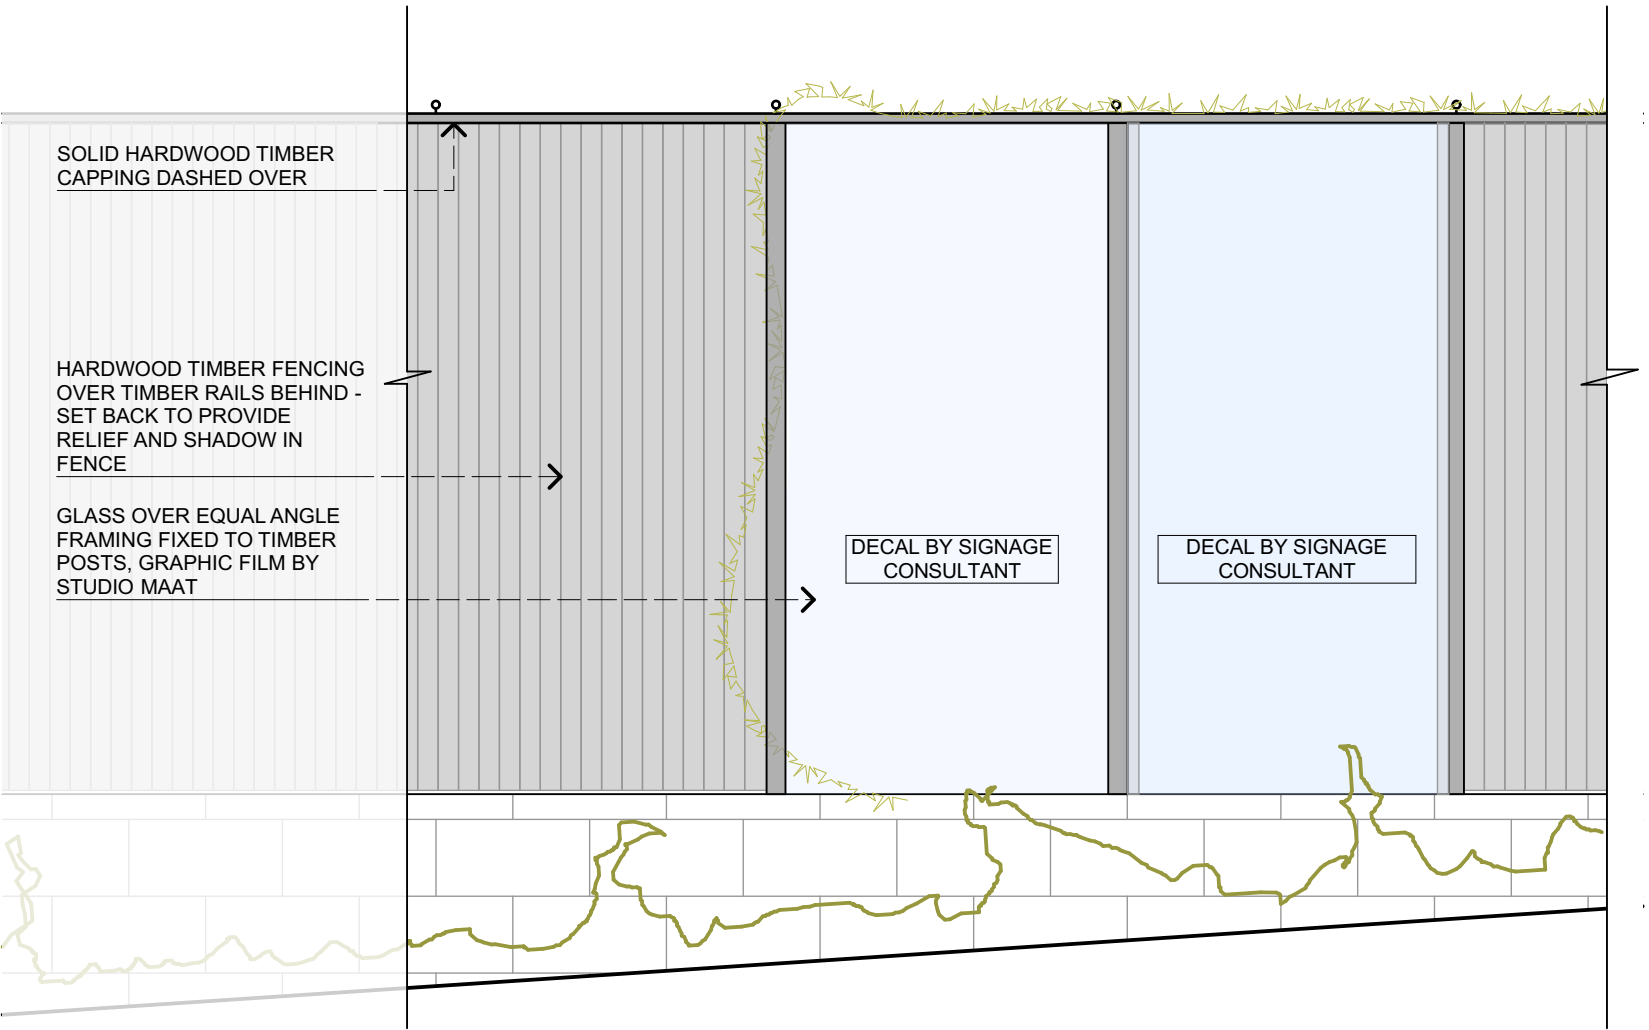 SOLID HARDWOOD TIMBER
CAPPING DASHED OVER
HARDWOOD TIMBER FENCING
OVER TIMBER RAILS BEHIND -
SET BACK TO PROVIDE
RELIEF AND SHADOW IN
FENCE
GLASS OVER EQUAL ANGLE
FRAMING FIXED TO TIMBER
POSTS, GRAPHIC FILM BY
STUDIO MAAT
DECAL BY SIGNAGE
CONSULTANT
DECAL BY SIGNAGE
CONSULTANT